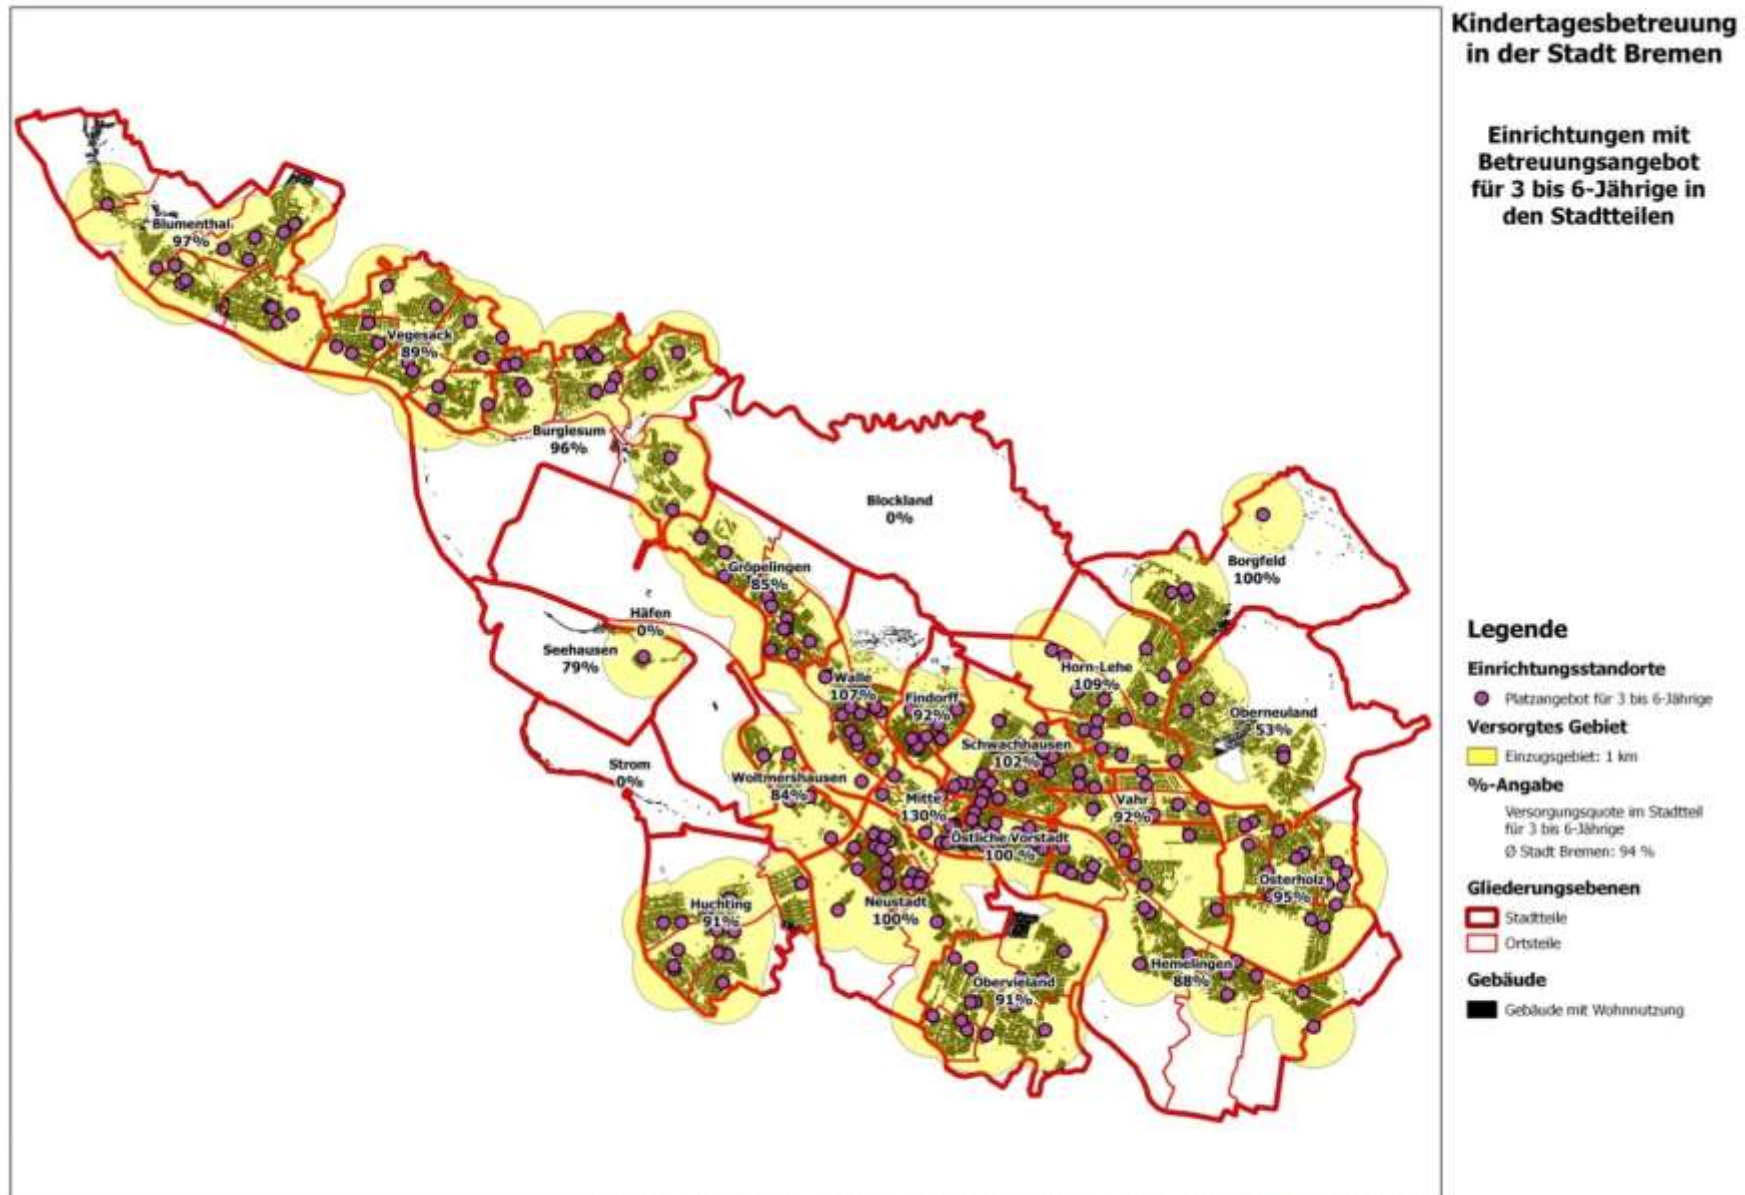 Kindertagesbetreuung
in der Stadt Bremen
Einrichtungen mit
Betreuungsangebot
für 3 bis 6-Jährige in
den Stadtteilen
Blumenthal
97%
Vegesack
89%
Burglesum
96%
Blockland
0%
Borgfeld
100%
Gröpelingen
85%
Häfen
0%
Seehausen
79%
Walle
107%
Findorff
92%
Horn-Lehe
109%
Oberneuland
53%
Schwachhausen
102%
Strom
0%
Woltmershausen
84%
Mitte
130%
Vahr
92%
Östliche Vorstadt
100 %
Osterholz
95%
Huchting
91%
Neustadt
100%
Hemelingen
88%
Obervieland
91%
Legende
Einrichtungsstandorte
Platzangebot für 3 bis 6-Jährige
Versorgtes Gebiet
Einzugsgebiet: 1 km
%-Angabe
Versorgungsquote im Stadtteil
für 3 bis 6-Jährige
Ø Stadt Bremen: 94 %
Gliederungsebenen
Stadtteile
Ortsteile
Gebäude
Gebäude mit Wohnnutzung